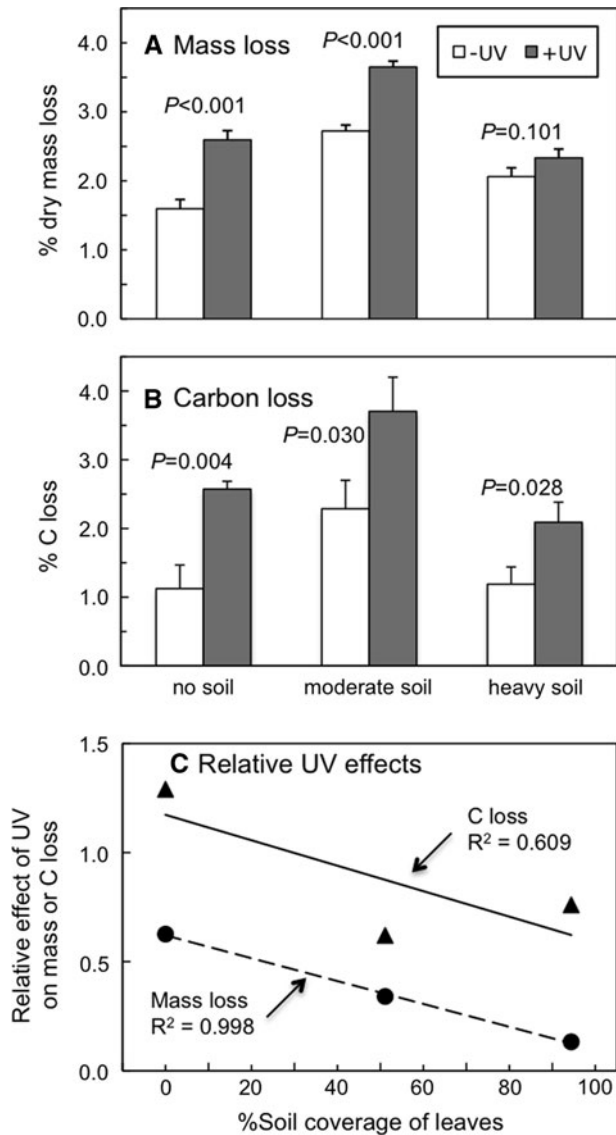 A Mass loss
-UV +UV
P<0.001
P<0.001
P=0.101
% dry mass loss
4.0
3.0
2.0
1.0
0.0
B Carbon loss
P=0.004
P=0.030
P=0.028
% C loss
4.0
3.0
2.0
1.0
0.0
no soil moderate soil heavy soil
C Relative UV effects
C loss
R² = 0.609
Mass loss
R² = 0.998
Relative effect of UV
on mass or C loss
1.5
1.0
0.5
0.0
0 20 40 60 80 100
%Soil coverage of leaves